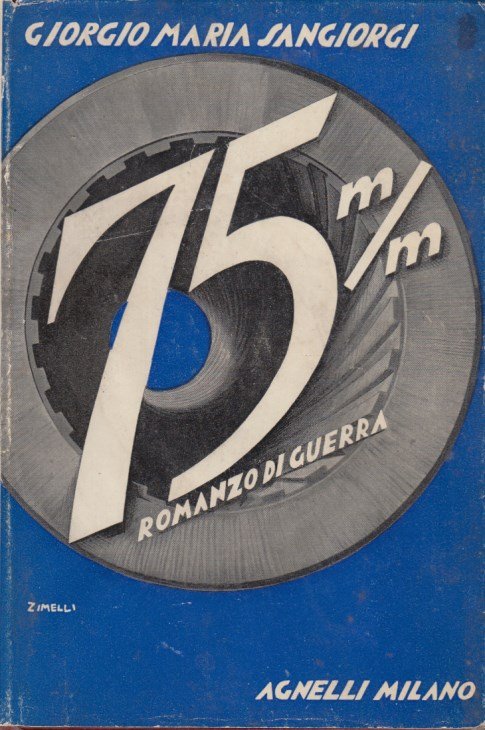 GIORGIO MARIA SANGIORGI
75 m/m
ROMANZO DI GUERRA
ZIMELLI
AGNELLI MILANO